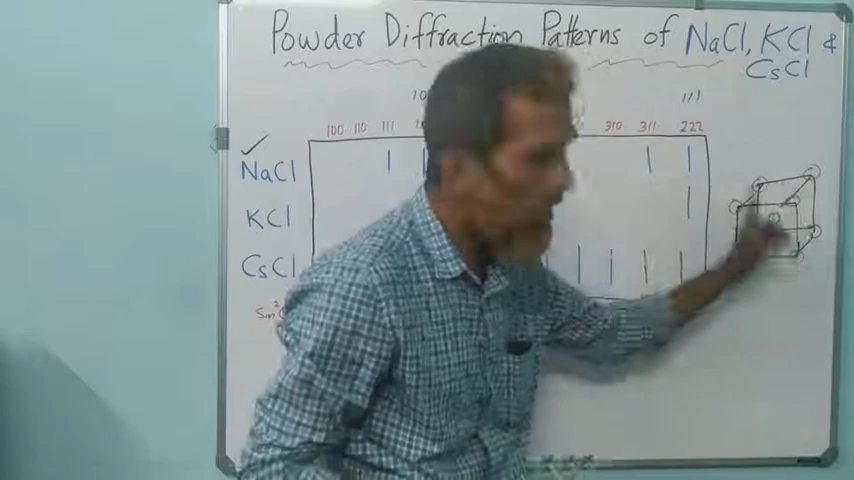 Powder Diffraction Patterns of NaCl, KCl &
CsCl
111
100 110 111 310 311 222
NaCl
KCl
CsCl